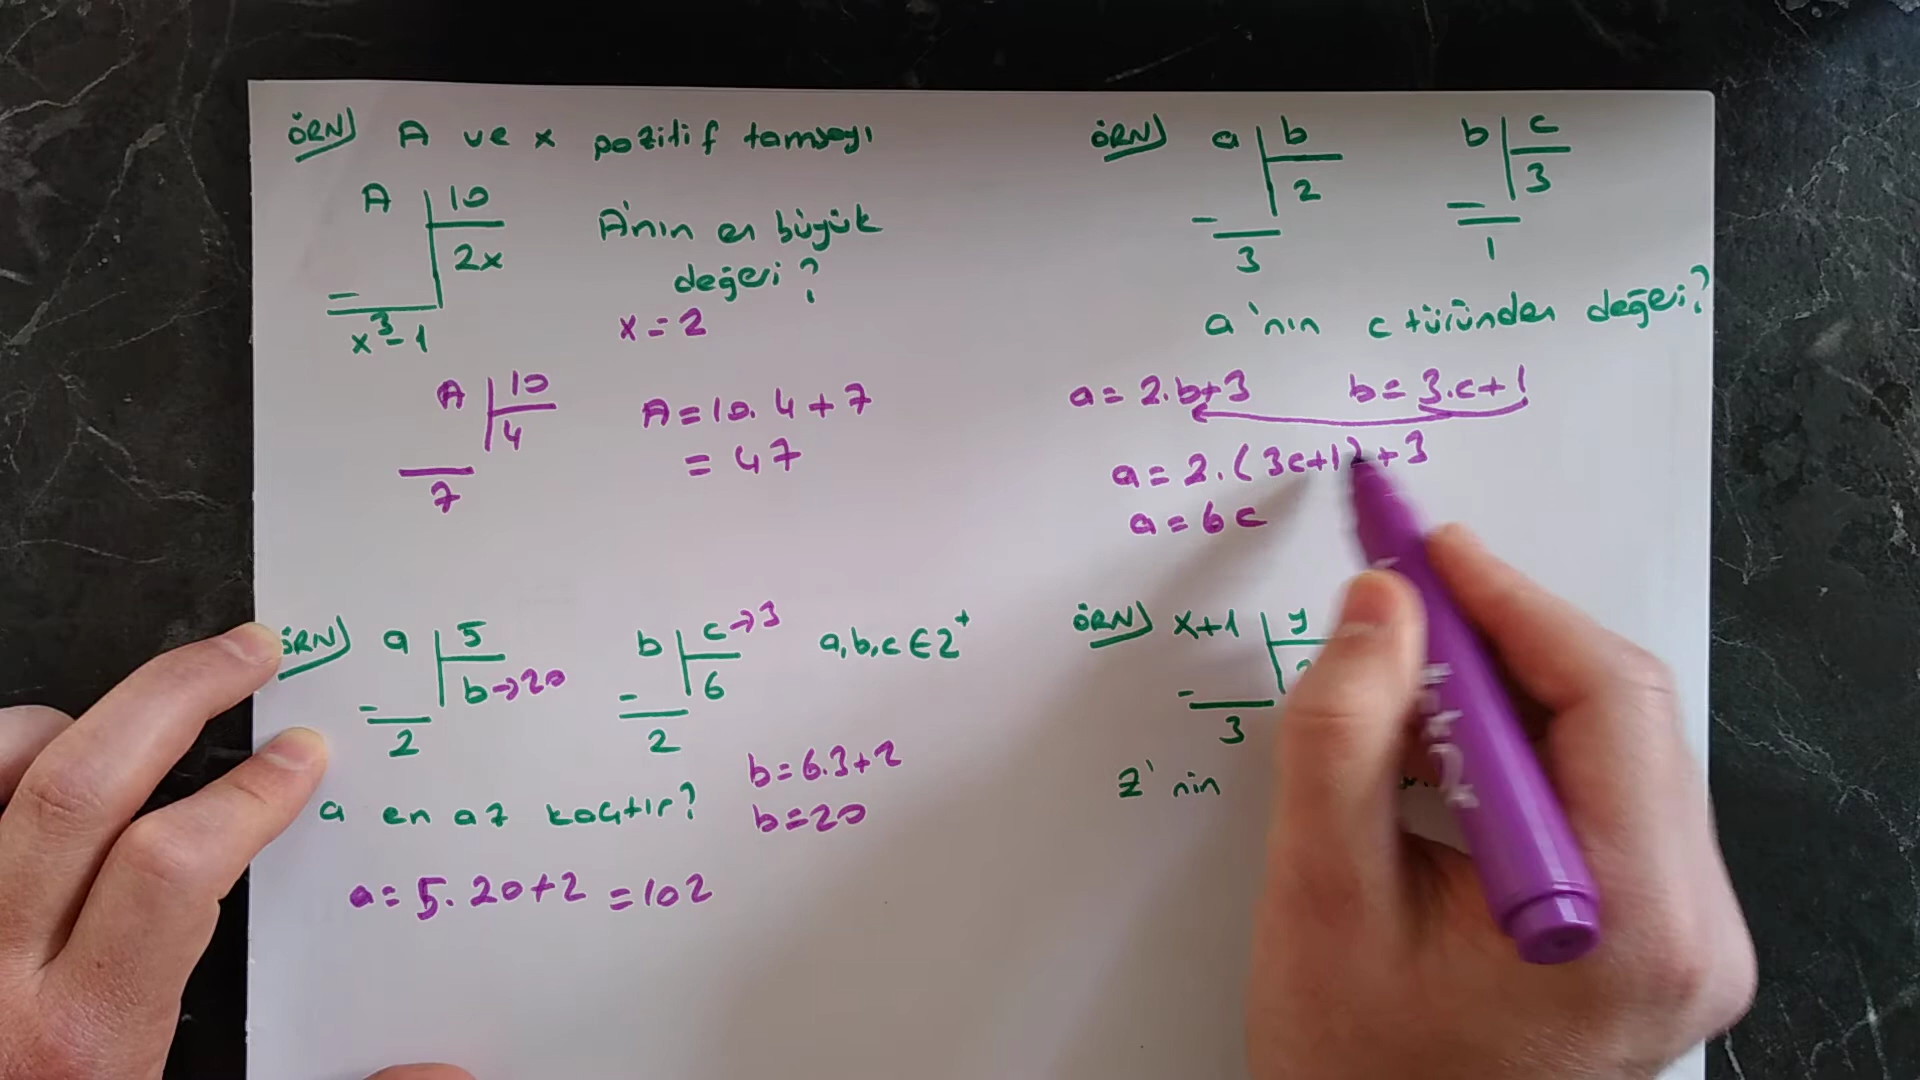 ÖRN) A ve x pozitif tamsayı
A | 10
2x
x³-1
A'nın en büyük
değeri?
x = 2
A | 10
4
7
A = 10.4+7
= 47
ÖRN) a | b
2
3
b | c
3
1
a'nın c türünden değeri?
a = 2.b+3 b = 3.c+1
a = 2.(3c+1)+3
a = 6c
ÖRN) a | 5
b→20
2
b | c→3
6
2
a,b,c ∈ Z⁺
a en az kaçtır?
b = 6.3+2
b = 20
a = 5.20+2 = 102
ÖRN) x+1 | y
3
z'nin